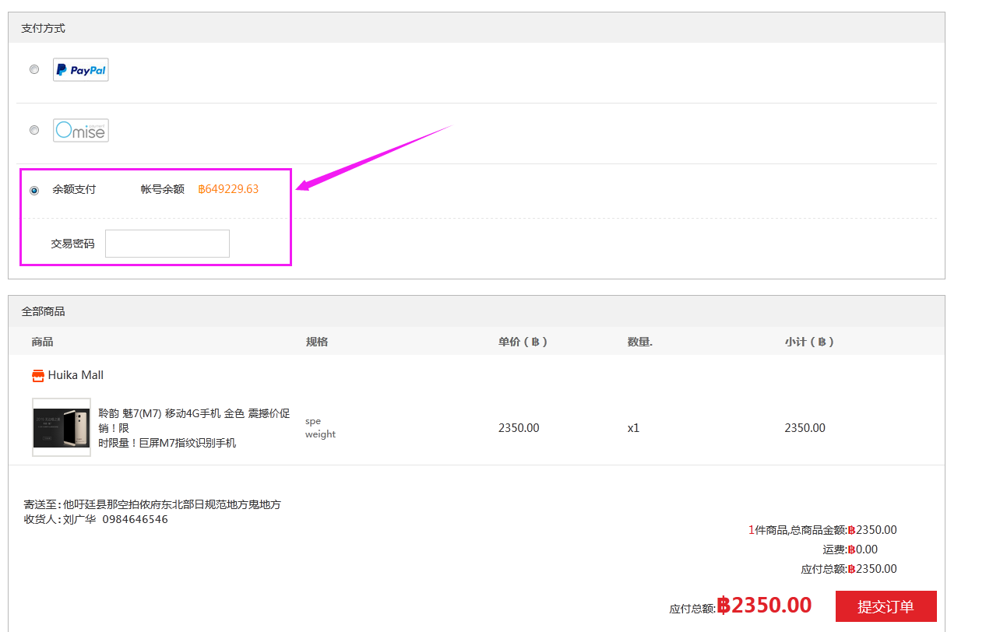 支付方式
PayPal
Omise
余额支付 帐号余额 ฿649229.63
交易密码
全部商品
商品 规格 单价 ( ฿ ) 数量. 小计 ( ฿ )
Huika Mall
聆韵 魅7(M7) 移动4G手机 金色 震撼价促
销！限
时限量！巨屏M7指纹识别手机
spe
weight
2350.00 x1 2350.00
寄送至:他吁廷县那空拍侬府东北部日规范地方鬼地方
收货人:刘广华 0984646546
1件商品,总商品金额:฿2350.00
运费:฿0.00
应付总额:฿2350.00
应付总额:฿2350.00 提交订单